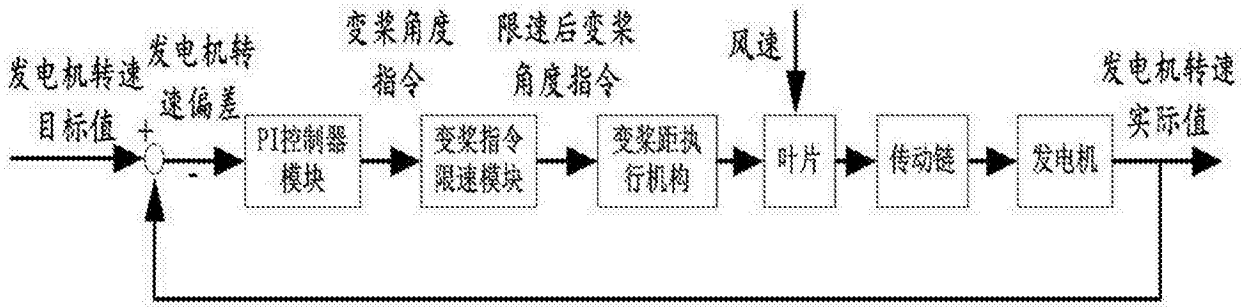 发电机转速
目标值
+
-
发电机转
速偏差
PI控制器
模块
变桨角度
指令
变桨指令
限速模块
限速后变桨
角度指令
变桨距执
行机构
风速
叶片
传动链
发电机
发电机转速
实际值